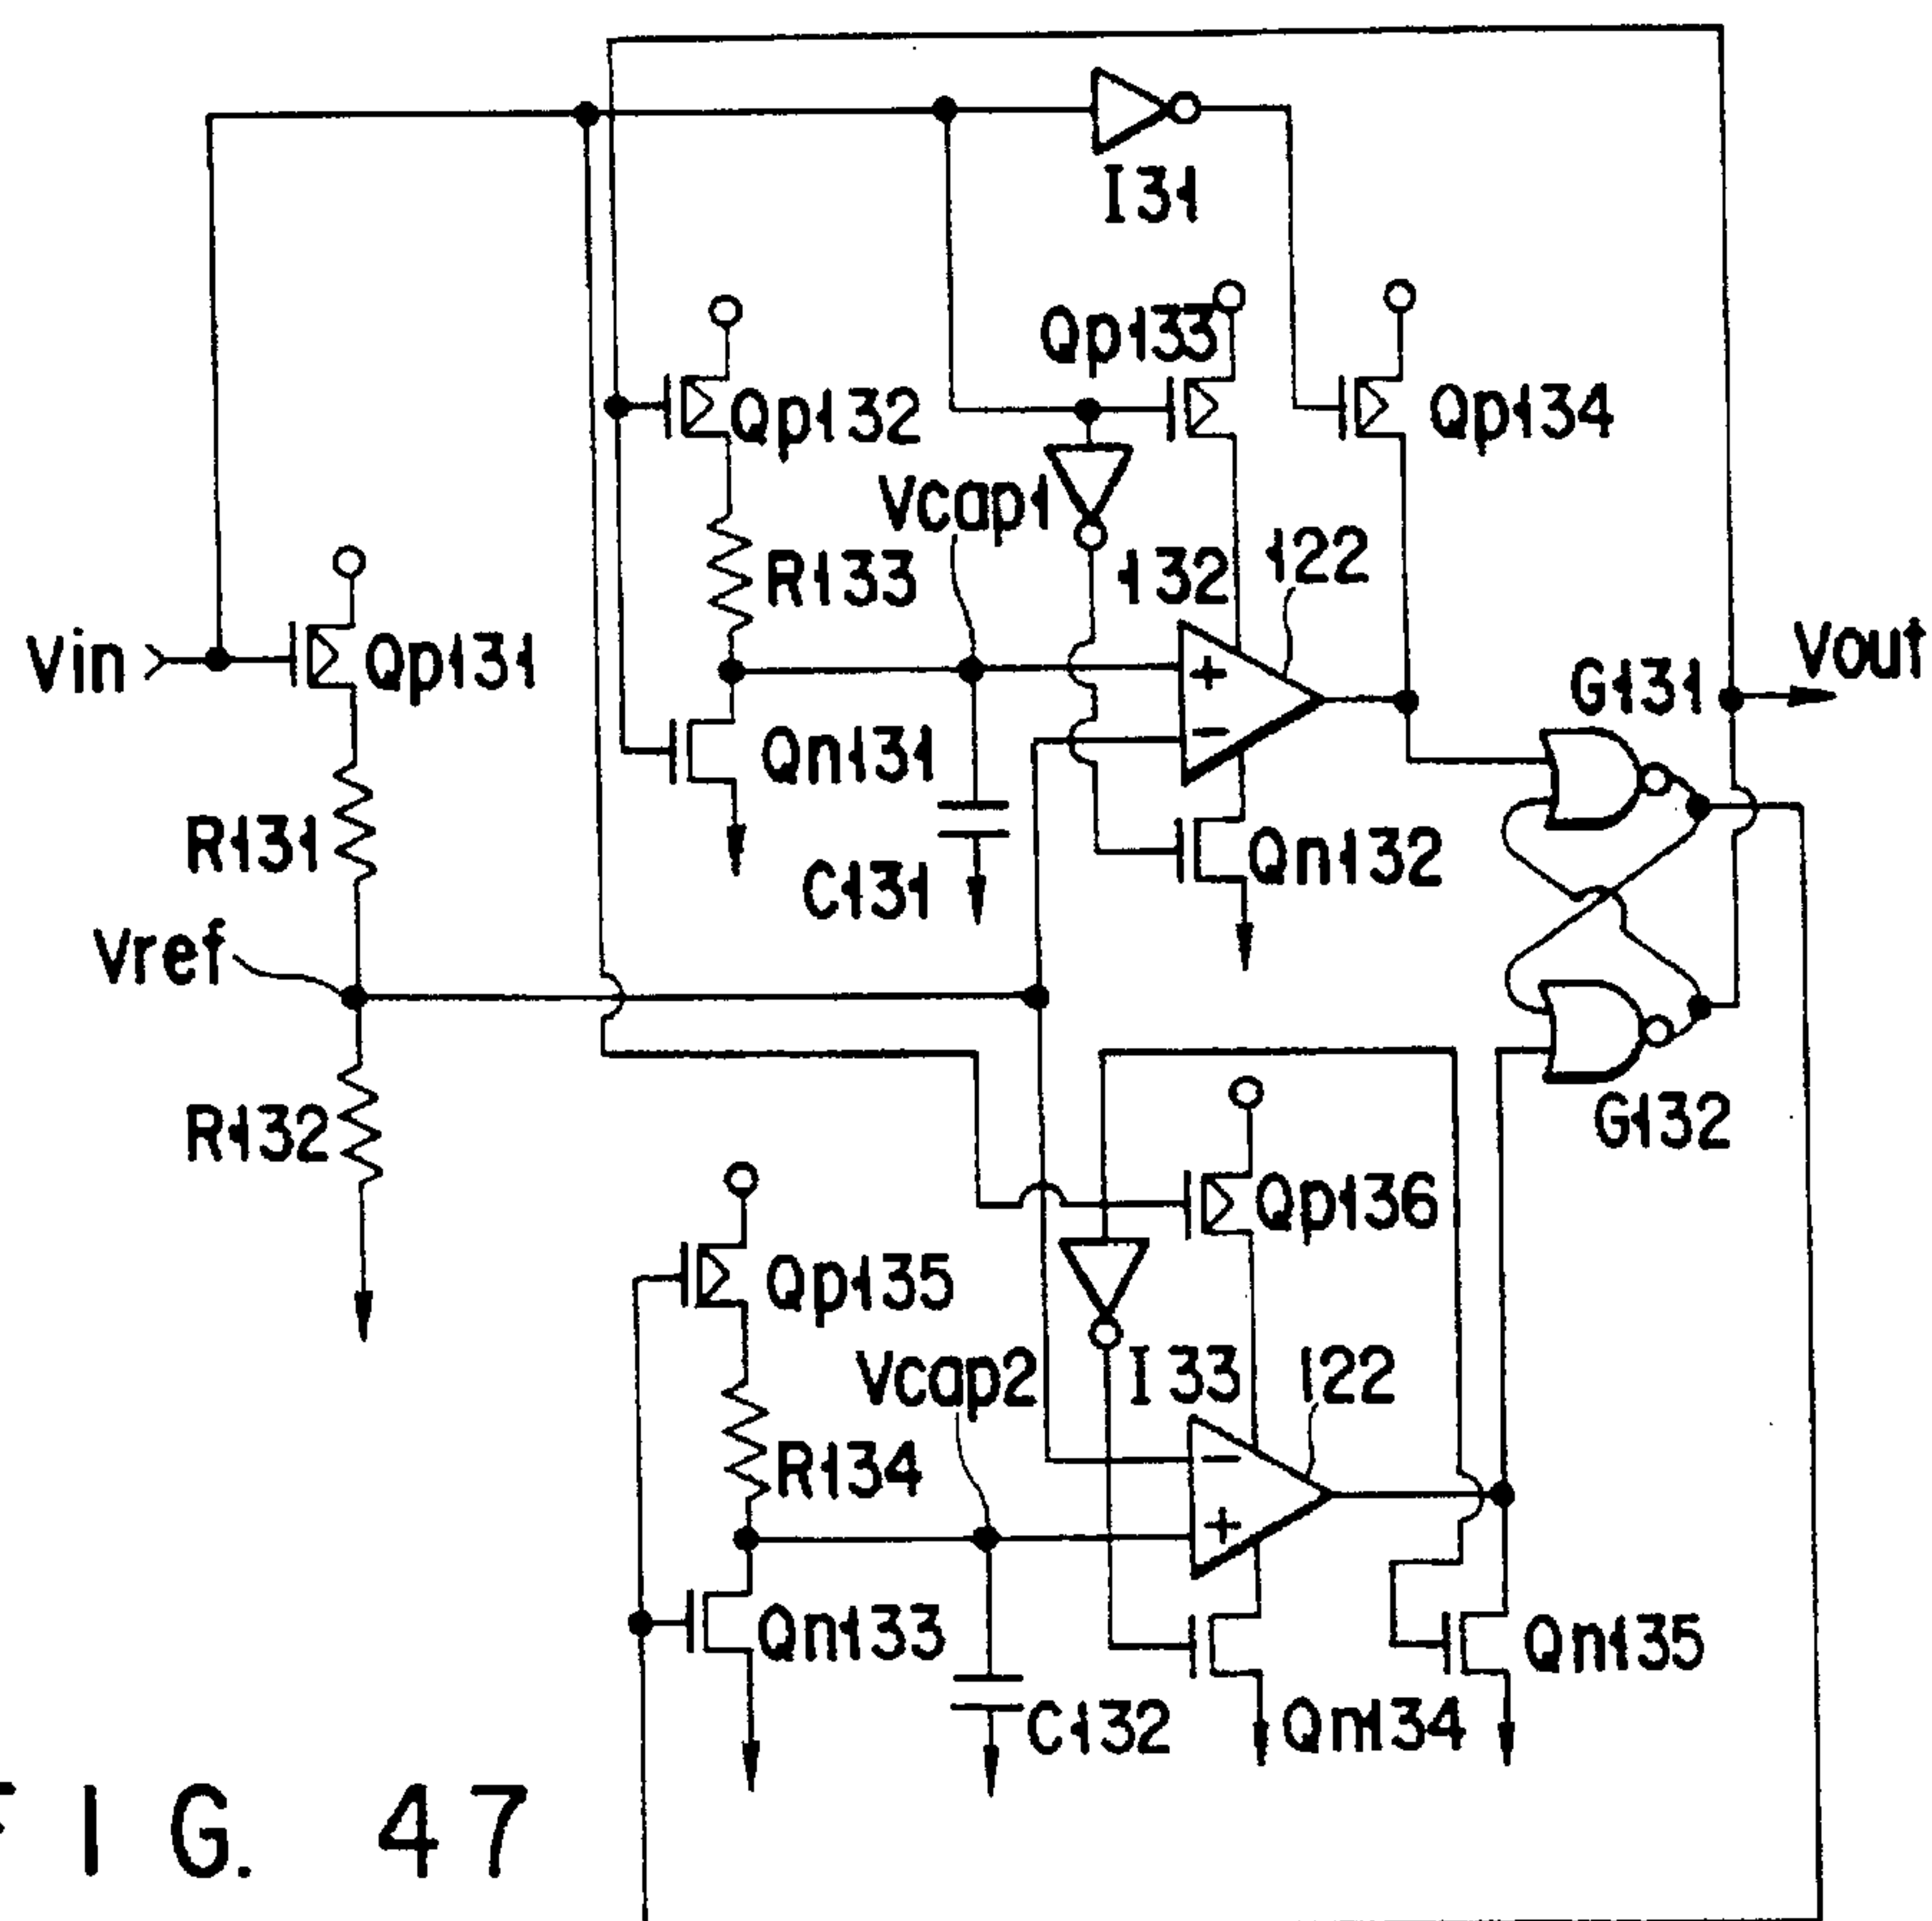 I31
Qp133
Qp132
Qp134
Vcap1
132
122
R133
Vin
Qp131
G131
Vout
Qn131
R131
C131
Qn132
Vref
R132
G132
Qp136
Qp135
Vcap2
I33
122
R134
Qn133
Qn135
C132
Qn134
FIG. 47
+
-
-
+